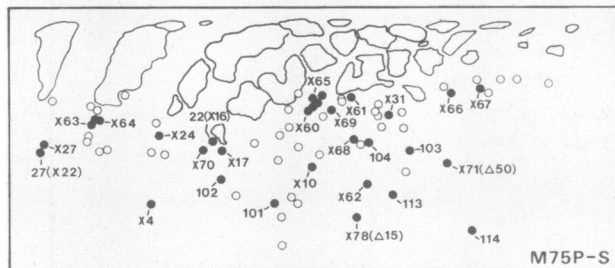 X65
X63
X64
22(X16)
X60
X61
X31
X66
X67
X69
X27
X24
X70
X17
X68
104
103
27(X22)
X10
X71(△50)
102
X62
113
X4
101
X78(△15)
114
M75P-S